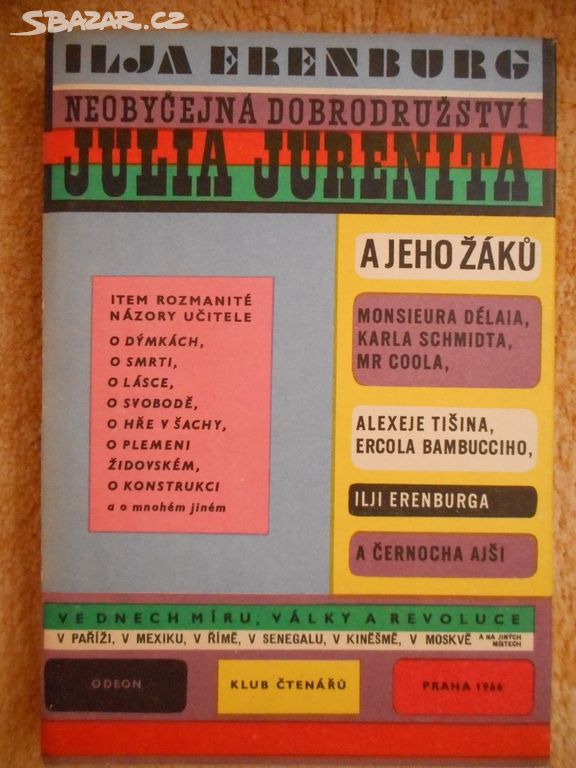 SBAZAR.CZ
ILJA ERENBURG
NEOBYČEJNÁ DOBRODRUŽSTVÍ
JULIA JURENITA
A JEHO ŽÁKŮ
ITEM ROZMANITÉ
NÁZORY UČITELE
O DÝMKÁCH,
O SMRTI,
O LÁSCE,
O SVOBODĚ,
O HŘE V ŠACHY,
O PLEMENI
ŽIDOVSKÉM,
O KONSTRUKCI
a o mnohém jiném
MONSIEURA DÉLAIA,
KARLA SCHMIDTA,
MR COOLA,
ALEXEJE TIŠINA,
ERCOLA BAMBUCCIHO,
ILJI ERENBURGA
A ČERNOCHA AJŠI
VE DNECH MÍRU, VÁLKY A REVOLUCE
V PAŘÍŽI, V MEXIKU, V ŘÍMĚ, V SENEGALU, V KINĚŠMĚ, V MOSKVĚ A NA JINÝCH
MÍSTECH
ODEON
KLUB ČTENÁŘŮ
PRAHA 1966